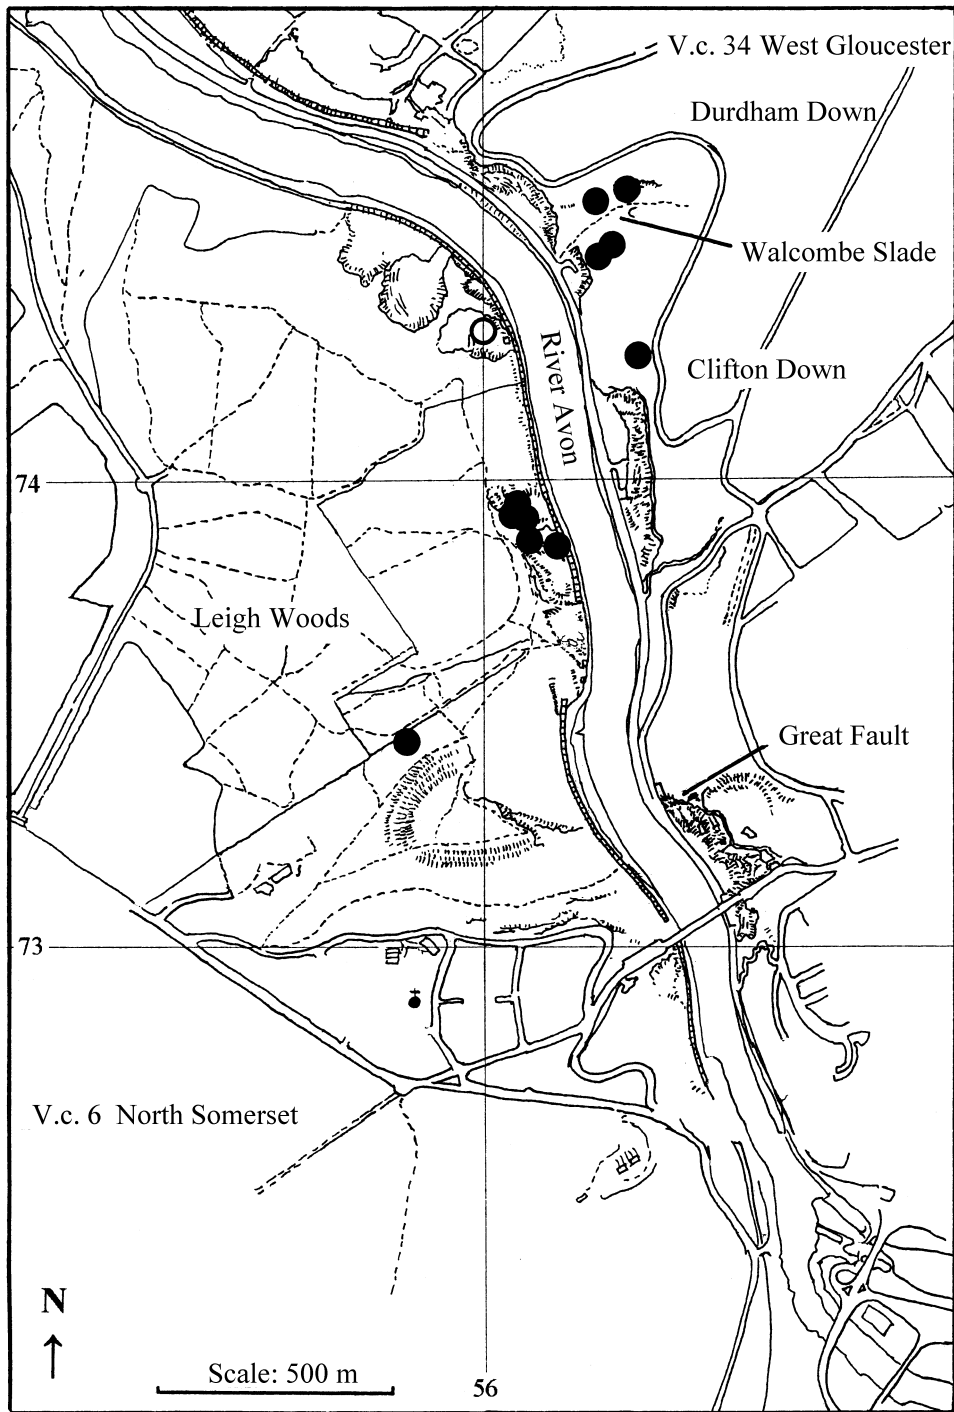 V.c. 34 West Gloucester
Durdham Down
Walcombe Slade
River Avon
Clifton Down
74
Leigh Woods
Great Fault
73
V.c. 6 North Somerset
N
Scale: 500 m
56